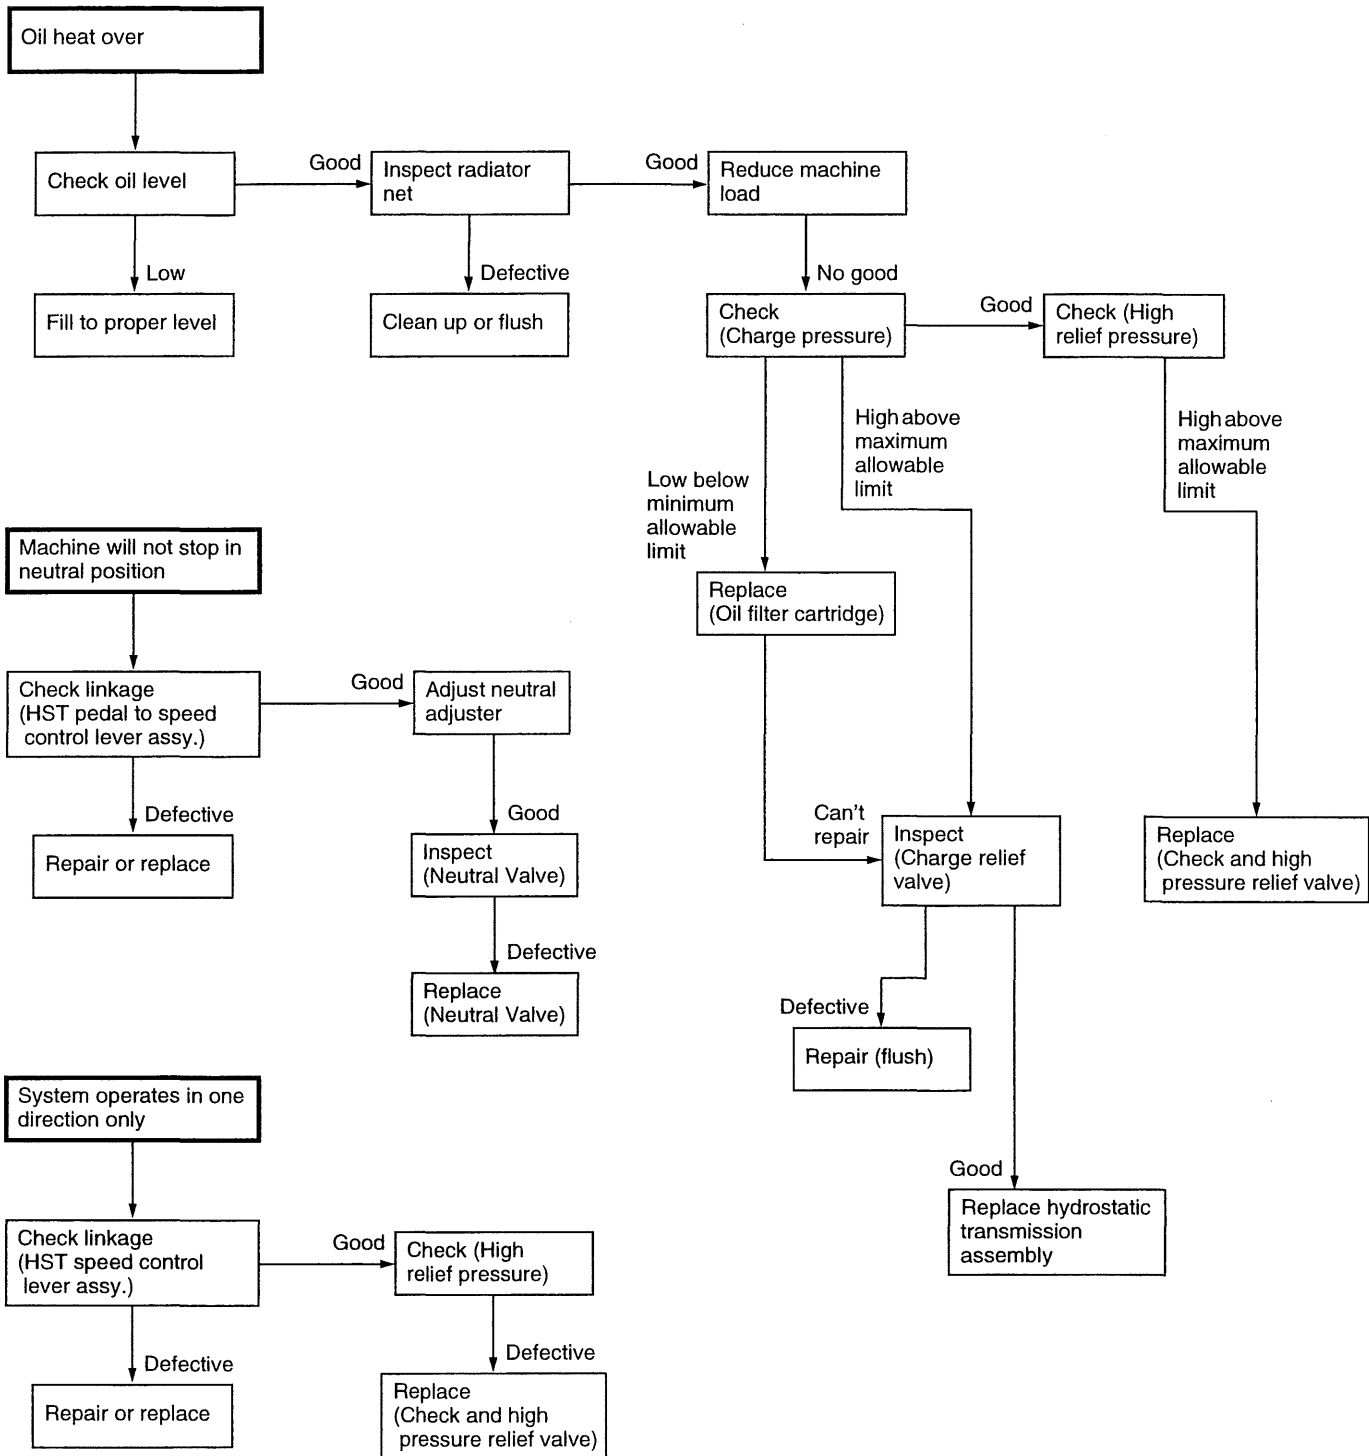 Oil heat over
Check oil level
Good
Inspect radiator
net
Good
Reduce machine
load
Low
Fill to proper level
Defective
Clean up or flush
No good
Check
(Charge pressure)
Good
Check (High
relief pressure)
Low below
minimum
allowable
limit
High above
maximum
allowable
limit
High above
maximum
allowable
limit
Replace
(Oil filter cartridge)
Can't
repair
Inspect
(Charge relief
valve)
Replace
(Check and high
pressure relief valve)
Defective
Repair (flush)
Good
Replace hydrostatic
transmission
assembly
Machine will not stop in
neutral position
Check linkage
(HST pedal to speed
control lever assy.)
Good
Adjust neutral
adjuster
Defective
Repair or replace
Good
Inspect
(Neutral Valve)
Defective
Replace
(Neutral Valve)
System operates in one
direction only
Check linkage
(HST speed control
lever assy.)
Good
Check (High
relief pressure)
Defective
Repair or replace
Defective
Replace
(Check and high
pressure relief valve)